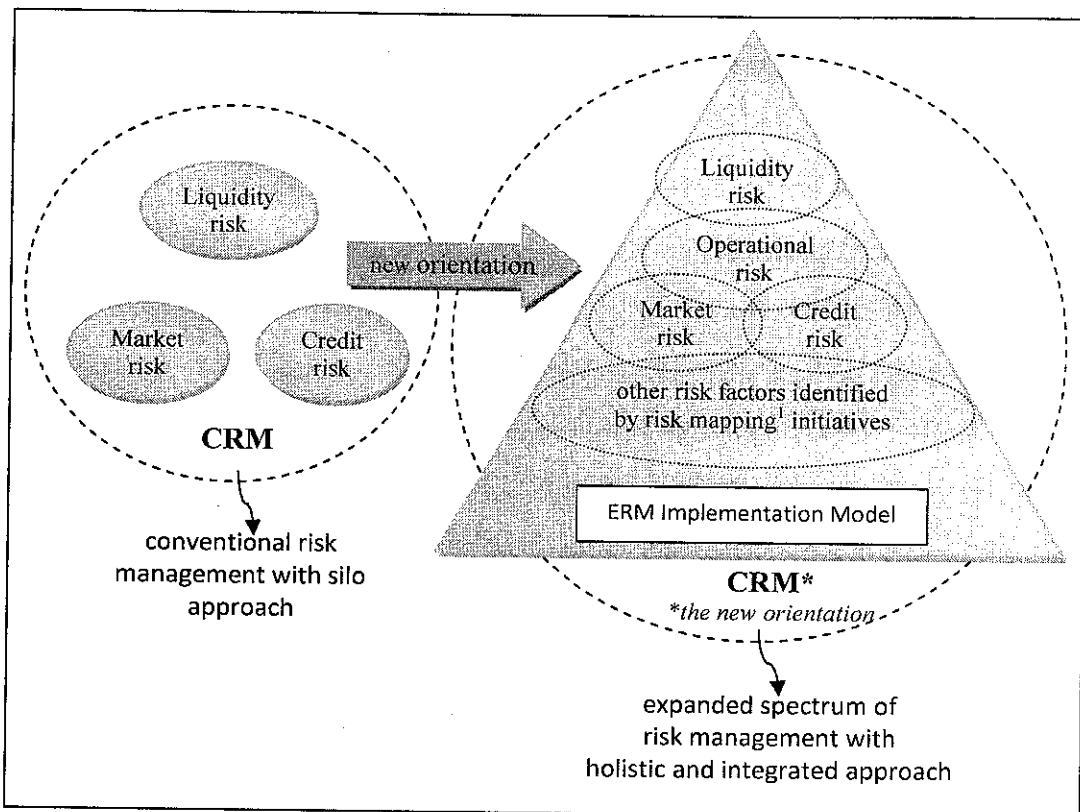 Liquidity
risk
Market
risk
Credit
risk
CRM
conventional risk
management with silo
approach
new orientation
Liquidity
risk
Operational
risk
Market
risk
Credit
risk
other risk factors identified
by risk mapping¹ initiatives
ERM Implementation Model
CRM*
*the new orientation
expanded spectrum of
risk management with
holistic and integrated approach